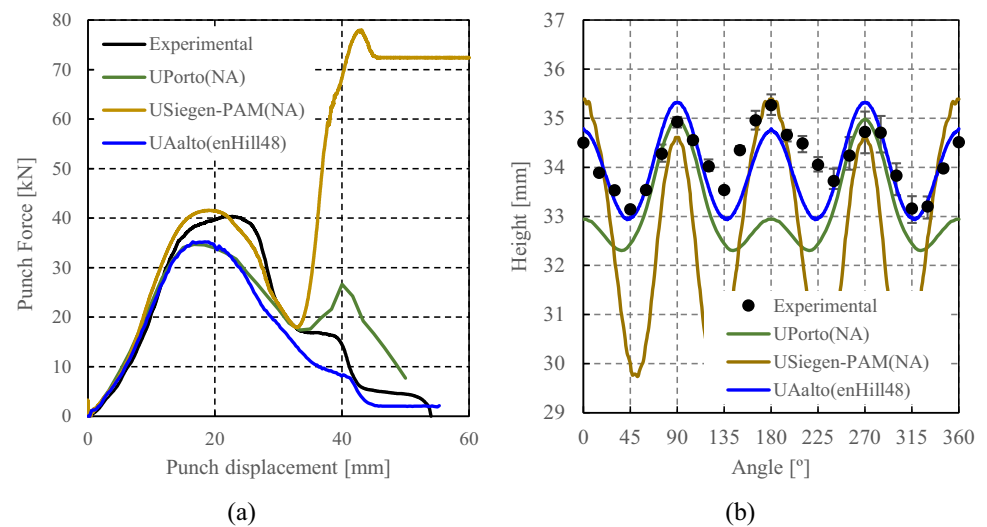 80
70
60
50
40
30
20
10
0
Punch Force [kN]
Experimental
UPorto(NA)
USiegen-PAM(NA)
UAalto(enHill48)
0 20 40 60
Punch displacement [mm]
(a)
37
36
35
34
33
32
31
30
29
Height [mm]
Experimental
UPorto(NA)
USiegen-PAM(NA)
UAalto(enHill48)
0 45 90 135 180 225 270 315 360
Angle [º]
(b)